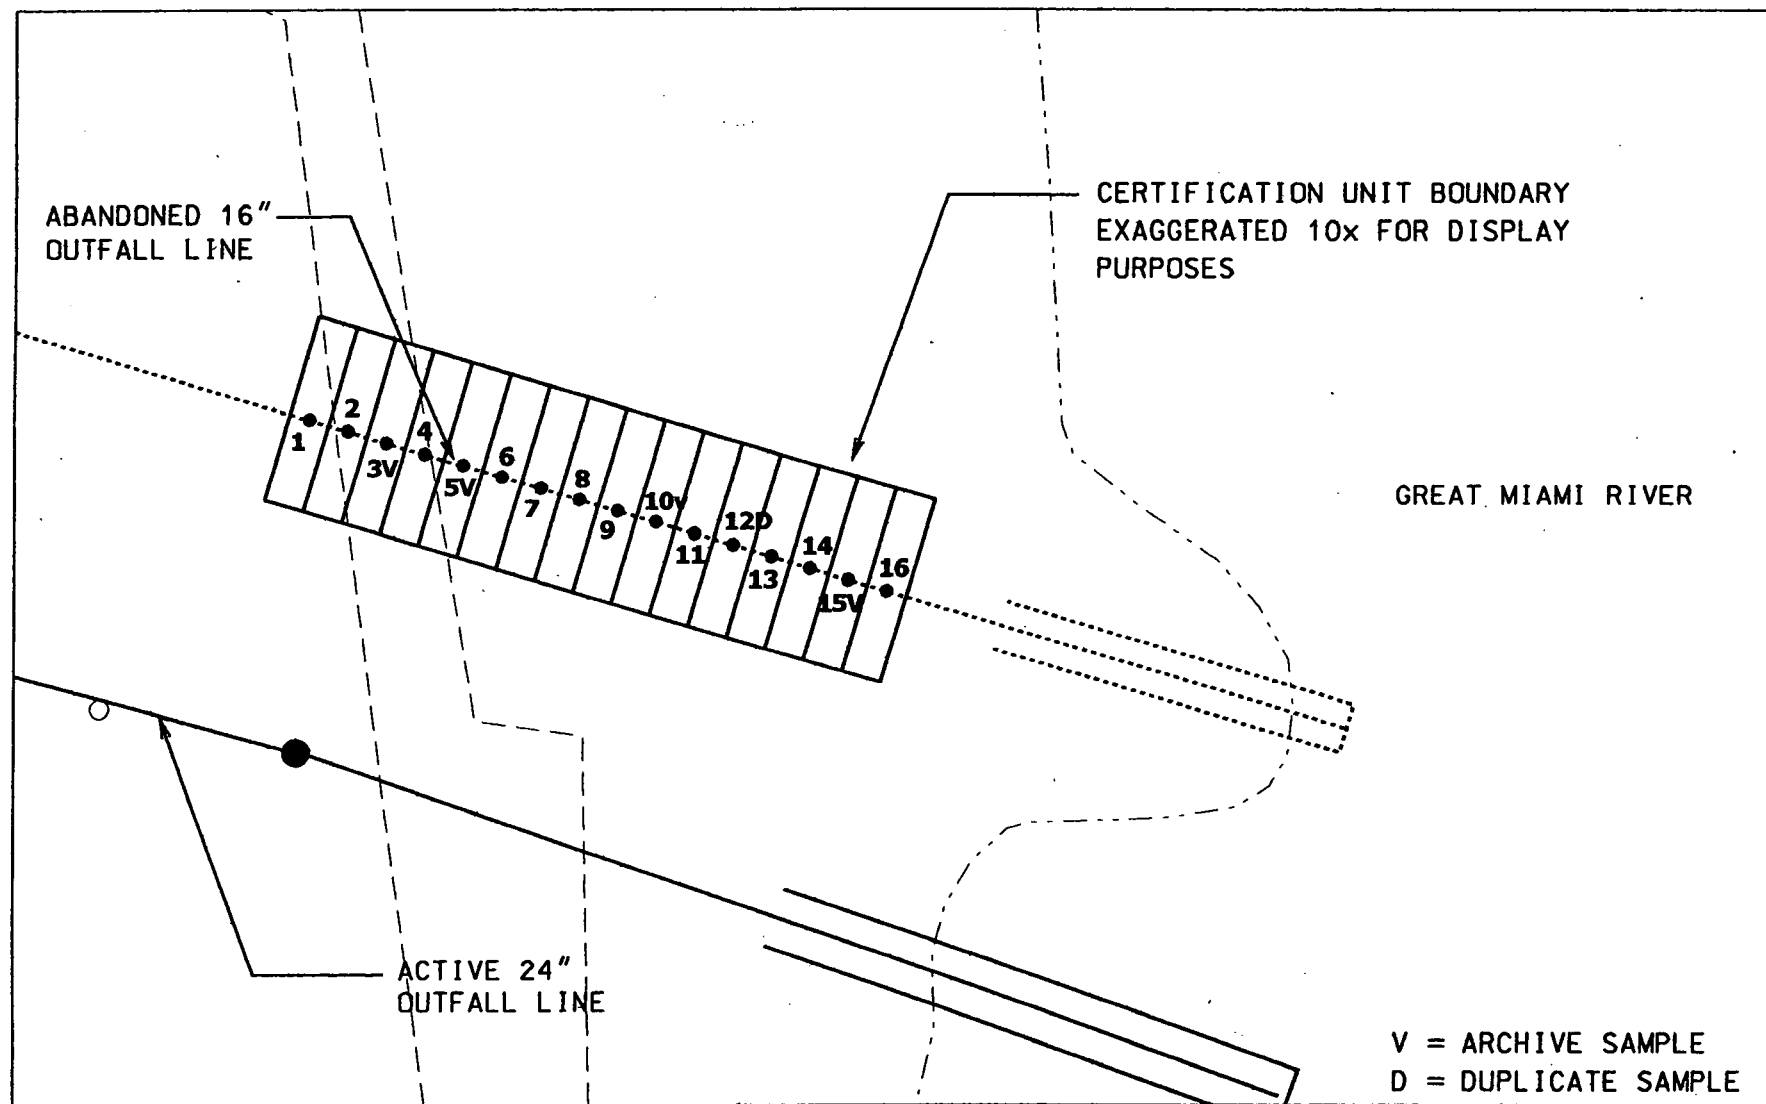 ABANDONED 16"
OUTFALL LINE
CERTIFICATION UNIT BOUNDARY
EXAGGERATED 10x FOR DISPLAY
PURPOSES
1
2
3V
4
5V
6
7
8
9
10v
11
12D
13
14
15V
16
GREAT MIAMI RIVER
ACTIVE 24"
OUTFALL LINE
V = ARCHIVE SAMPLE
D = DUPLICATE SAMPLE